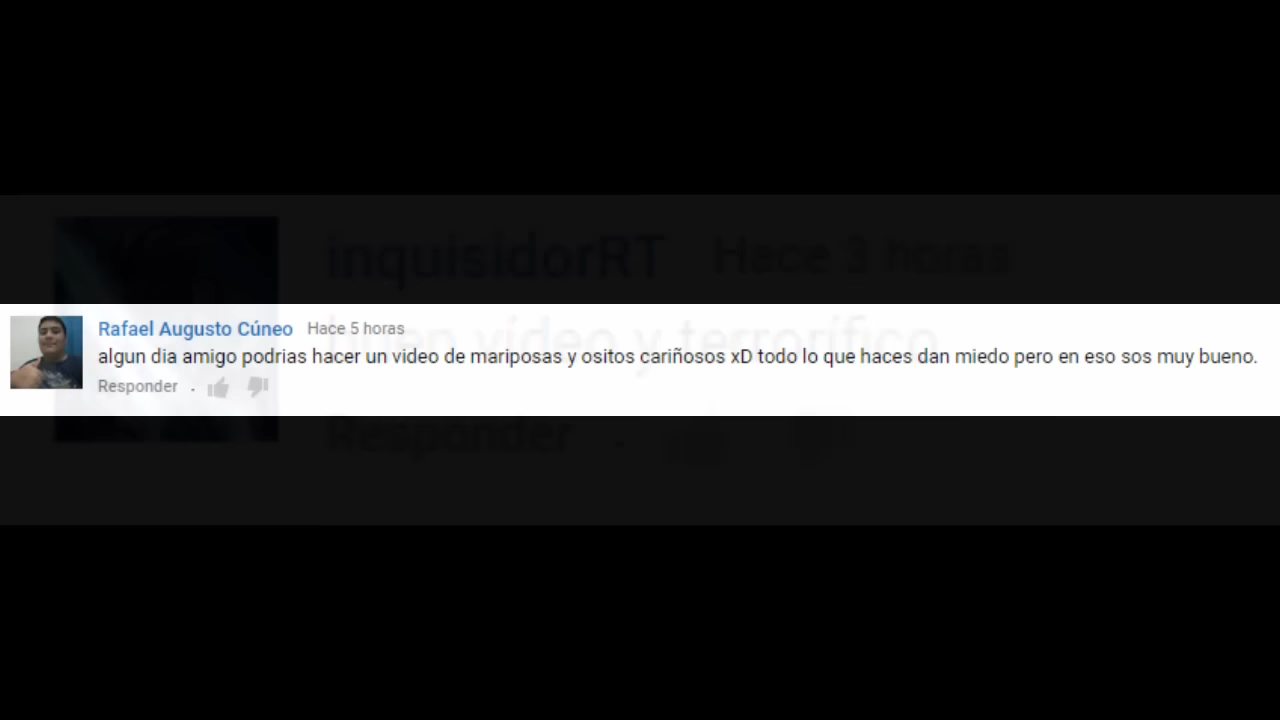 inquisidorRT Hace 3 horas
buen video y terrorifico
Responder .
Rafael Augusto Cúneo Hace 5 horas
algun dia amigo podrias hacer un video de mariposas y ositos cariñosos xD todo lo que haces dan miedo pero en eso sos muy bueno.
Responder .